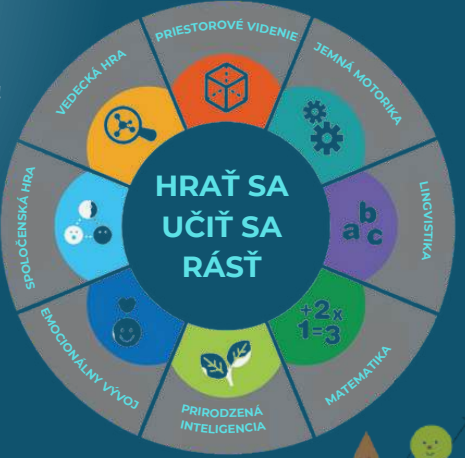 HRAŤ SA
UČIŤ SA
RÁSŤ
PRIESTOROVÉ VIDENIE
JEMNÁ MOTORIKA
LINGVISTIKA
MATEMATIKA
PRIRODZENÁ
INTELIGENCIA
EMOCIONÁLNY VÝVOJ
SPOLOČENSKÁ HRA
VEDECKÁ HRA
a b c
+2x
1=3